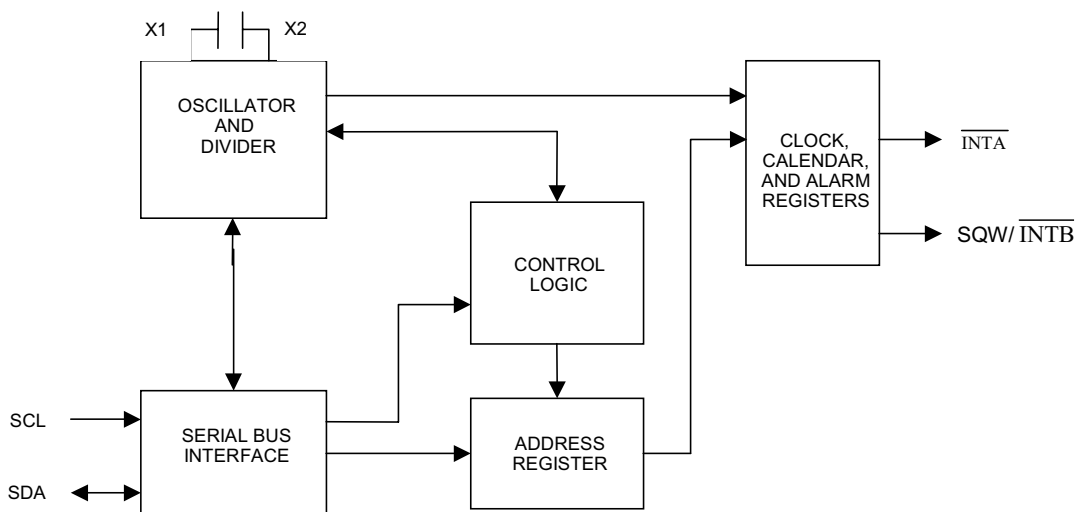 X1 X2
OSCILLATOR
AND
DIVIDER
CLOCK,
CALENDAR,
AND ALARM
REGISTERS
INTA
SQW/ INTB
CONTROL
LOGIC
SCL
SDA
SERIAL BUS
INTERFACE
ADDRESS
REGISTER